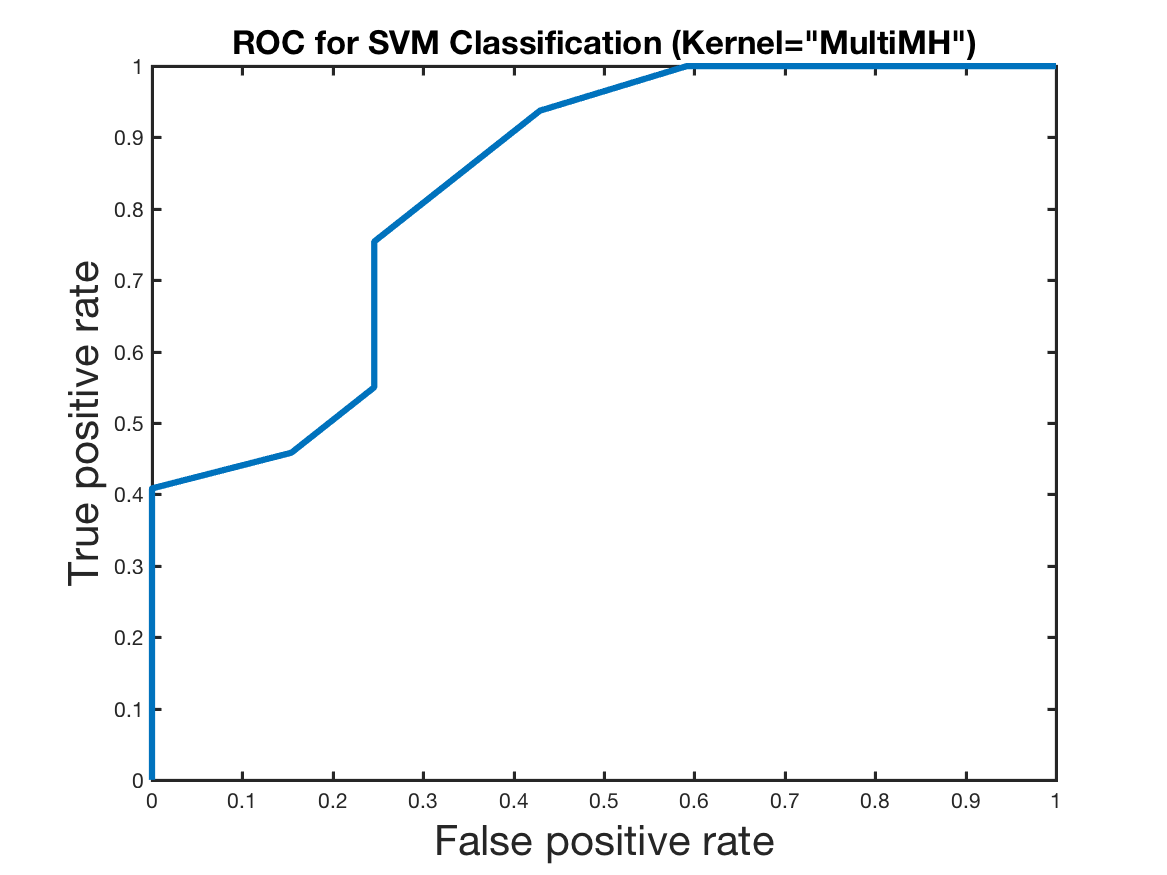 ROC for SVM Classification (Kernel="MultiMH")
1
0.9
0.8
0.7
0.6
0.5
0.4
0.3
0.2
0.1
0
True positive rate
0 0.1 0.2 0.3 0.4 0.5 0.6 0.7 0.8 0.9 1
False positive rate